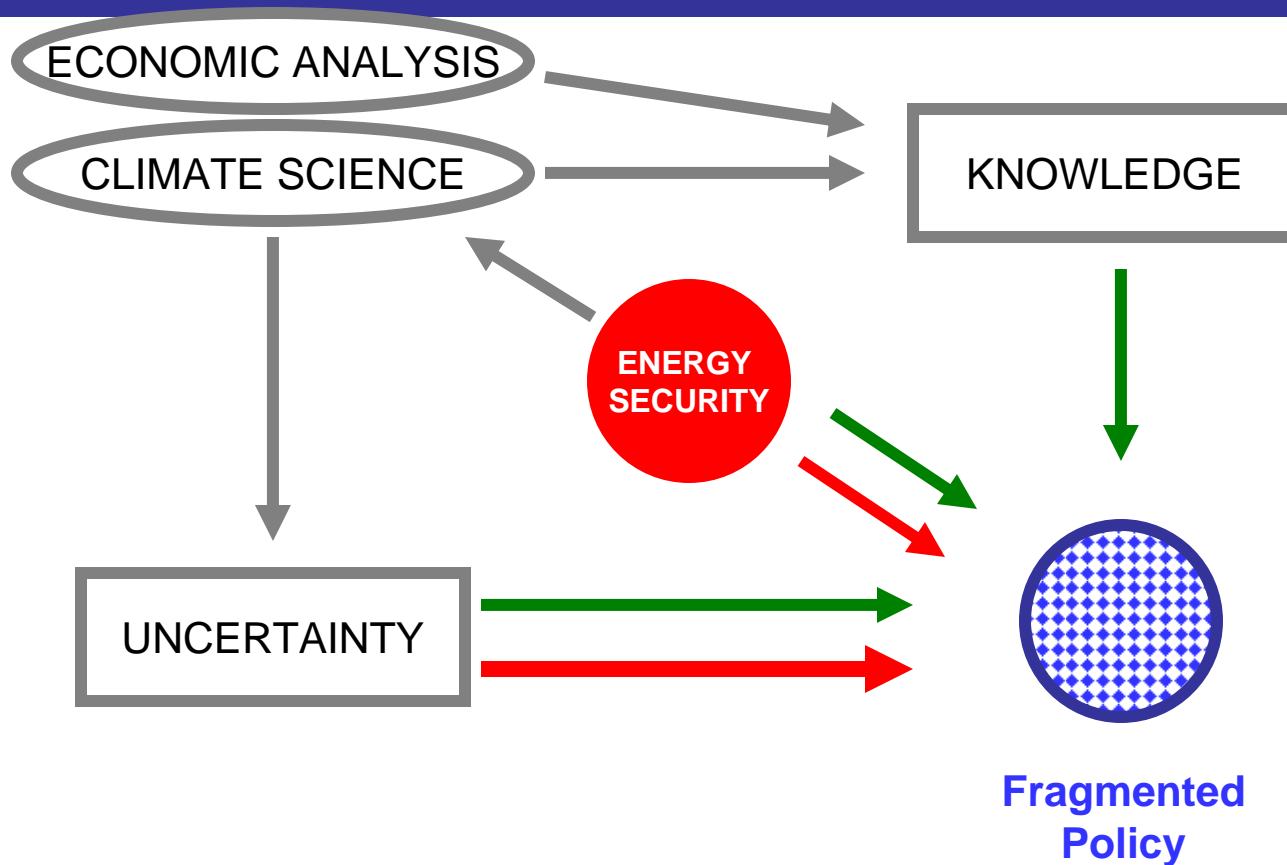 ECONOMIC ANALYSIS
CLIMATE SCIENCE
KNOWLEDGE
ENERGY
SECURITY
UNCERTAINTY
Fragmented
Policy